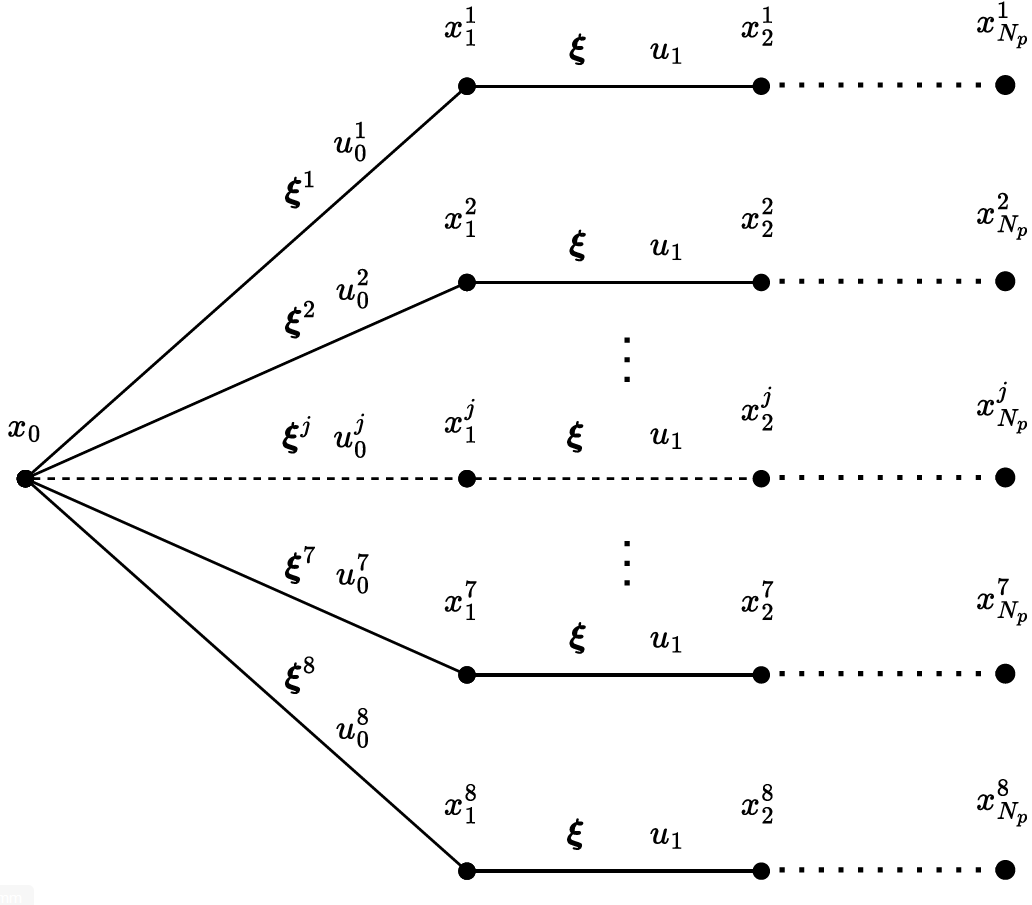 $x_1^1$ $\boldsymbol{\xi}$ $u_1$ $x_2^1$ $x_{N_p}^1$
$u_0^1$
$\boldsymbol{\xi}^1$
$x_1^2$ $\boldsymbol{\xi}$ $u_1$ $x_2^2$ $x_{N_p}^2$
$u_0^2$
$\boldsymbol{\xi}^2$
$x_0$ $\boldsymbol{\xi}^j$ $u_0^j$ $x_1^j$ $\boldsymbol{\xi}$ $u_1$ $x_2^j$ $x_{N_p}^j$
$\boldsymbol{\xi}^7$ $u_0^7$
$x_1^7$ $\boldsymbol{\xi}$ $u_1$ $x_2^7$ $x_{N_p}^7$
$\boldsymbol{\xi}^8$
$u_0^8$
$x_1^8$ $\boldsymbol{\xi}$ $u_1$ $x_2^8$ $x_{N_p}^8$